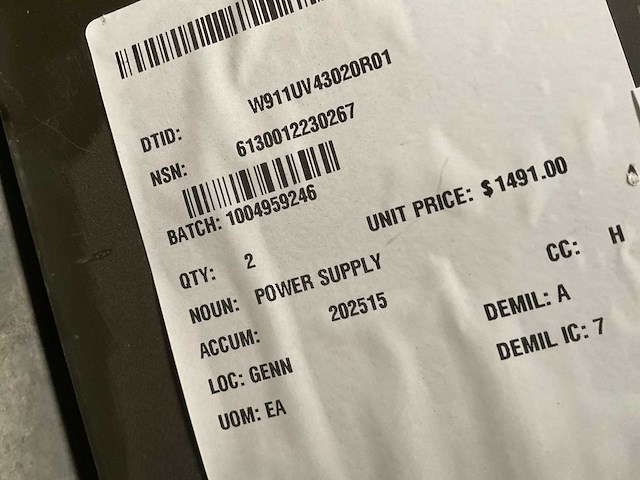 DTID: W911UV43020R01
NSN: 6130012230267
BATCH: 1004959246
QTY: 2 UNIT PRICE: $1491.00
NOUN: POWER SUPPLY CC: H
ACCUM: 202515 DEMIL: A
LOC: GENN DEMIL IC: 7
UOM: EA